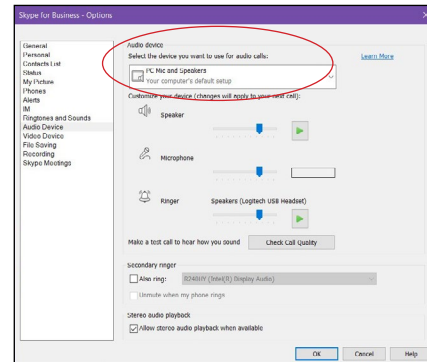 Skype for Business - Options
General
Personal
Contacts List
Status
My Picture
Phones
Alerts
IM
Ringtones and Sounds
Audio Device
Video Device
File Saving
Recording
Skype Meetings
Audio device
Select the device you want to use for audio calls:
Learn More
PC Mic and Speakers
Your computer's default setup
Customize your device (changes will apply to your next call):
Speaker
Microphone
Ringer
Speakers (Logitech USB Headset)
Make a test call to hear how you sound
Check Call Quality
Secondary ringer
Also ring:
R240HY (Intel(R) Display Audio)
Unmute when my phone rings
Stereo audio playback
Allow stereo audio playback when available
OK
Cancel
Help